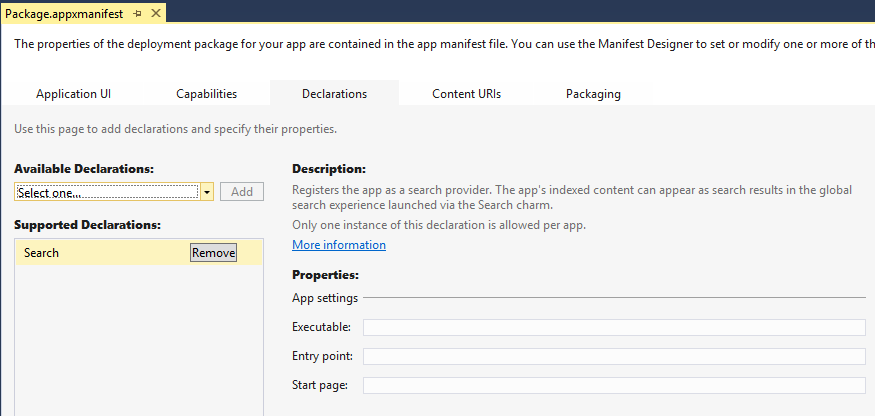 Package.appxmanifest
The properties of the deployment package for your app are contained in the app manifest file. You can use the Manifest Designer to set or modify one or more of th
Application UI Capabilities Declarations Content URIs Packaging
Use this page to add declarations and specify their properties.
Available Declarations:
Select one... Add
Supported Declarations:
Search Remove
Description:
Registers the app as a search provider. The app's indexed content can appear as search results in the global
search experience launched via the Search charm.
Only one instance of this declaration is allowed per app.
More information
Properties:
App settings
Executable:
Entry point:
Start page: